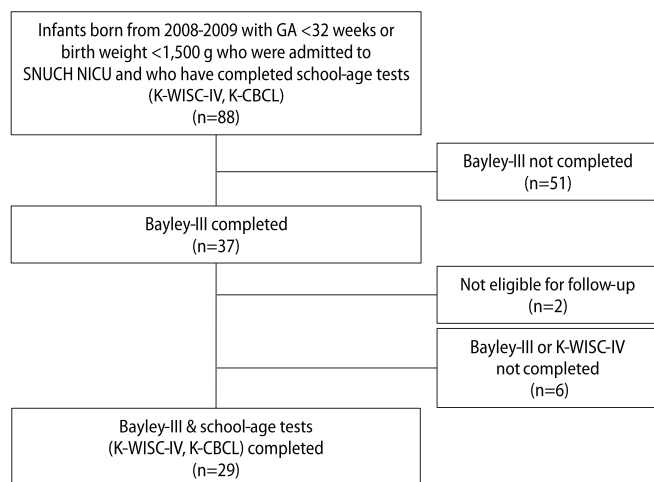 Infants born from 2008-2009 with GA <32 weeks or
birth weight <1,500 g who were admitted to
SNUCH NICU and who have completed school-age tests
(K-WISC-IV, K-CBCL)
(n=88)
Bayley-III not completed
(n=51)
Bayley-III completed
(n=37)
Not eligible for follow-up
(n=2)
Bayley-III or K-WISC-IV
not completed
(n=6)
Bayley-III & school-age tests
(K-WISC-IV, K-CBCL) completed
(n=29)